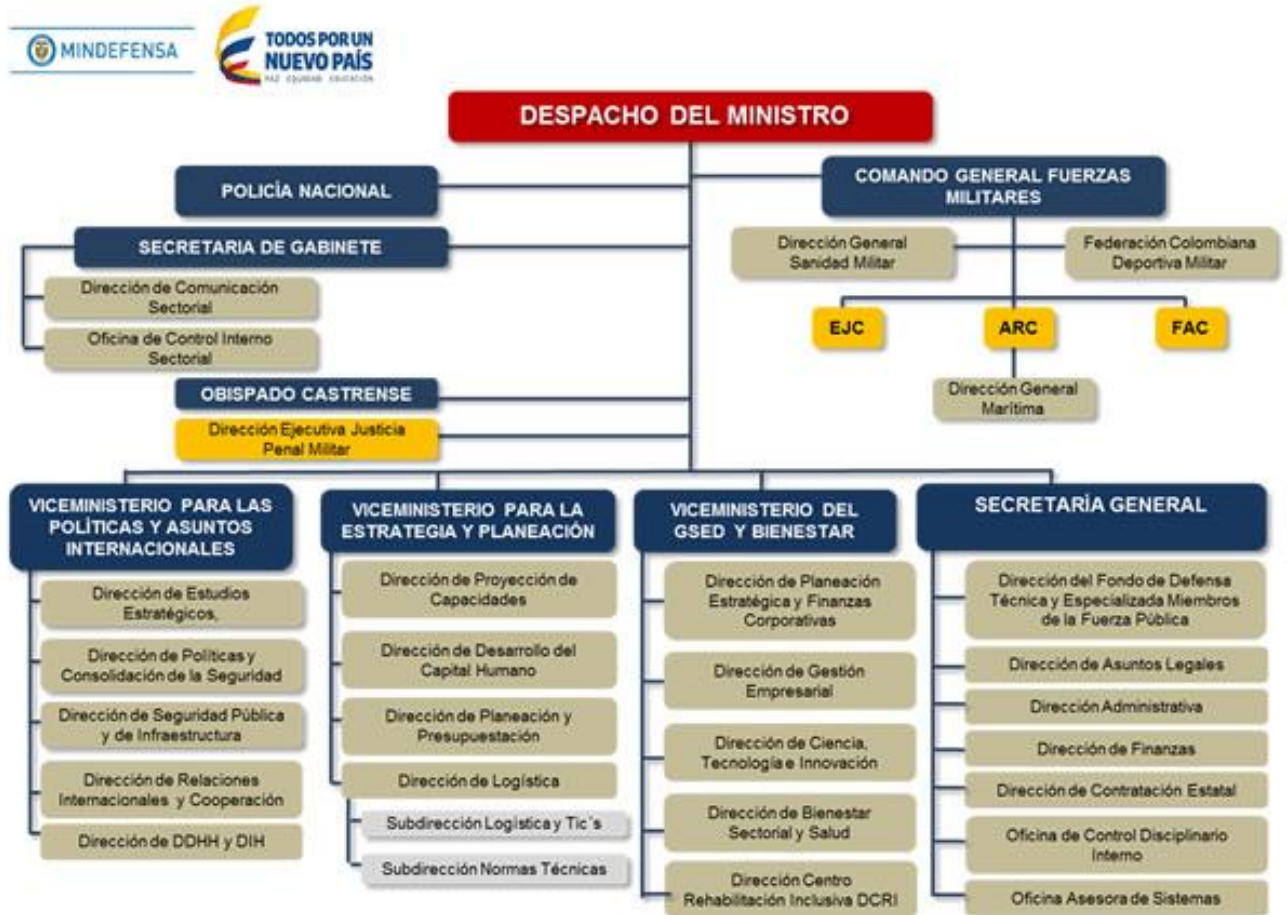 MINDEFENSA
TODOS POR UN
NUEVO PAÍS
PAZ EQUIDAD EDUCACIÓN
DESPACHO DEL MINISTRO
POLICÌA NACIONAL
COMANDO GENERAL FUERZAS
MILITARES
SECRETARIA DE GABINETE
Dirección General
Sanidad Militar
Federación Colombiana
Deportiva Militar
Dirección de Comunicación
Sectorial
Oficina de Control Interno
Sectorial
EJC
ARC
FAC
Dirección General
Marítima
OBISPADO CASTRENSE
Dirección Ejecutiva Justicia
Penal Militar
VICEMINISTERIO PARA LAS
POLÍTICAS Y ASUNTOS
INTERNACIONALES
Dirección de Estudios
Estratégicos,
Dirección de Políticas y
Consolidación de la Seguridad
Dirección de Seguridad Pública
y de Infraestructura
Dirección de Relaciones
Internacionales y Cooperación
Dirección de DDHH y DIH
VICEMINISTERIO PARA LA
ESTRATEGIA Y PLANEACIÓN
Dirección de Proyección de
Capacidades
Dirección de Desarrollo del
Capital Humano
Dirección de Planeación y
Presupuestación
Dirección de Logística
Subdirección Logística y Tic´s
Subdirección Normas Técnicas
VICEMINISTERIO DEL
GSED Y BIENESTAR
Dirección de Planeación
Estratégica y Finanzas
Corporativas
Dirección de Gestión
Empresarial
Dirección de Ciencia,
Tecnología e Innovación
Dirección de Bienestar
Sectorial y Salud
Dirección Centro
Rehabilitación Inclusiva DCRI
SECRETARÌA GENERAL
Dirección del Fondo de Defensa
Técnica y Especializada Miembros
de la Fuerza Pública
Dirección de Asuntos Legales
Dirección Administrativa
Dirección de Finanzas
Dirección de Contratación Estatal
Oficina de Control Disciplinario
Interno
Oficina Asesora de Sistemas